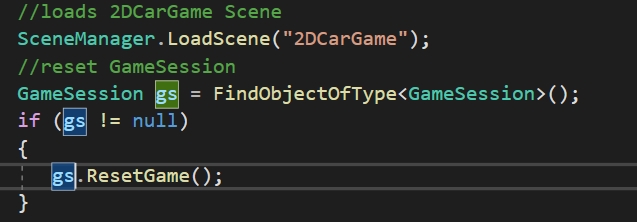 //loads 2DCarGame Scene
SceneManager.LoadScene("2DCarGame");
//reset GameSession
GameSession gs = FindObjectOfType<GameSession>();
if (gs != null)
{
gs.ResetGame();
}